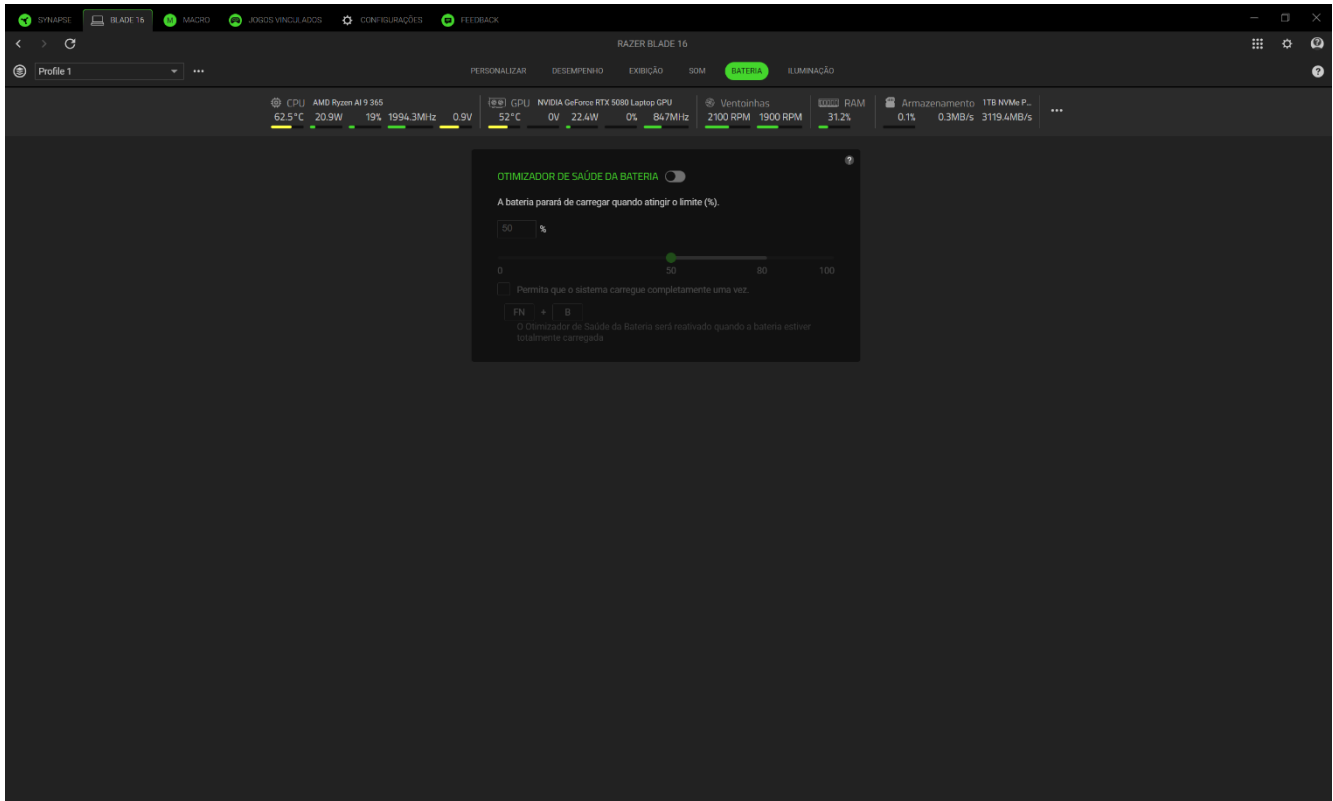 SYNAPSE BLADE 16 M MACRO JOGOS VINCULADOS CONFIGURAÇÕES FEEDBACK
RAZER BLADE 16
Profile 1
PERSONALIZAR DESEMPENHO EXIBIÇÃO SOM BATERIA ILUMINAÇÃO
CPU AMD Ryzen AI 9 365
62.5°C 20.9W 19% 1994.3MHz 0.9V
GPU NVIDIA GeForce RTX 5080 Laptop GPU
52°C 0V 22.4W 0% 847MHz
Ventoinhas
2100 RPM 1900 RPM
RAM
31.2%
Armazenamento 1TB NVMe P...
0.1% 0.3MB/s 3119.4MB/s
OTIMIZADOR DE SAÚDE DA BATERIA
A bateria parará de carregar quando atingir o limite (%).
50 %
0 50 80 100
Permita que o sistema carregue completamente uma vez.
FN + B
O Otimizador de Saúde da Bateria será reativado quando a bateria estiver
totalmente carregada